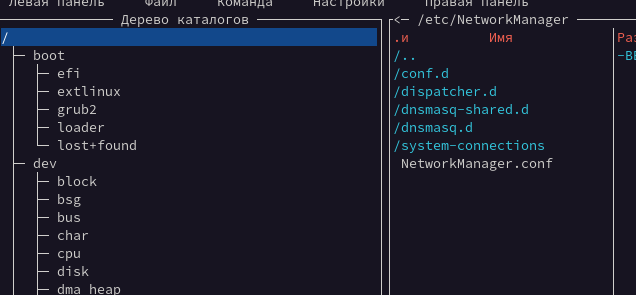 Левая панель Файл Команда Настройки Правая панель
Дерево каталогов
/
boot
efi
extlinux
grub2
loader
lost+found
dev
block
bsg
bus
char
cpu
disk
dma_heap
<— /etc/NetworkManager
.и Имя Раз
/.. -ВВ
/conf.d
/dispatcher.d
/dnsmasq-shared.d
/dnsmasq.d
/system-connections
NetworkManager.conf